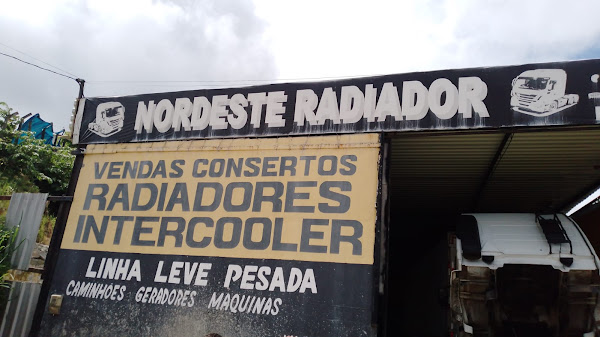 NORDESTE RADIADOR
VENDAS CONSERTOS
RADIADORES
INTERCOOLER
LINHA LEVE PESADA
CAMINHOES GERADORES MAQUINAS